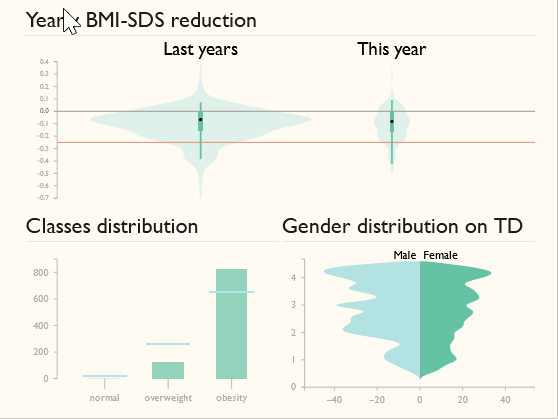 Yearly BMI-SDS reduction
Last years
This year
0.4
0.3
0.2
0.1
0.0
-0.1
-0.2
-0.3
-0.4
-0.5
-0.6
-0.7
Classes distribution
Gender distribution on TD
Male Female
800
600
400
200
0
normal overweight obesity
4
3
2
1
0
−40 −20 0 20 40